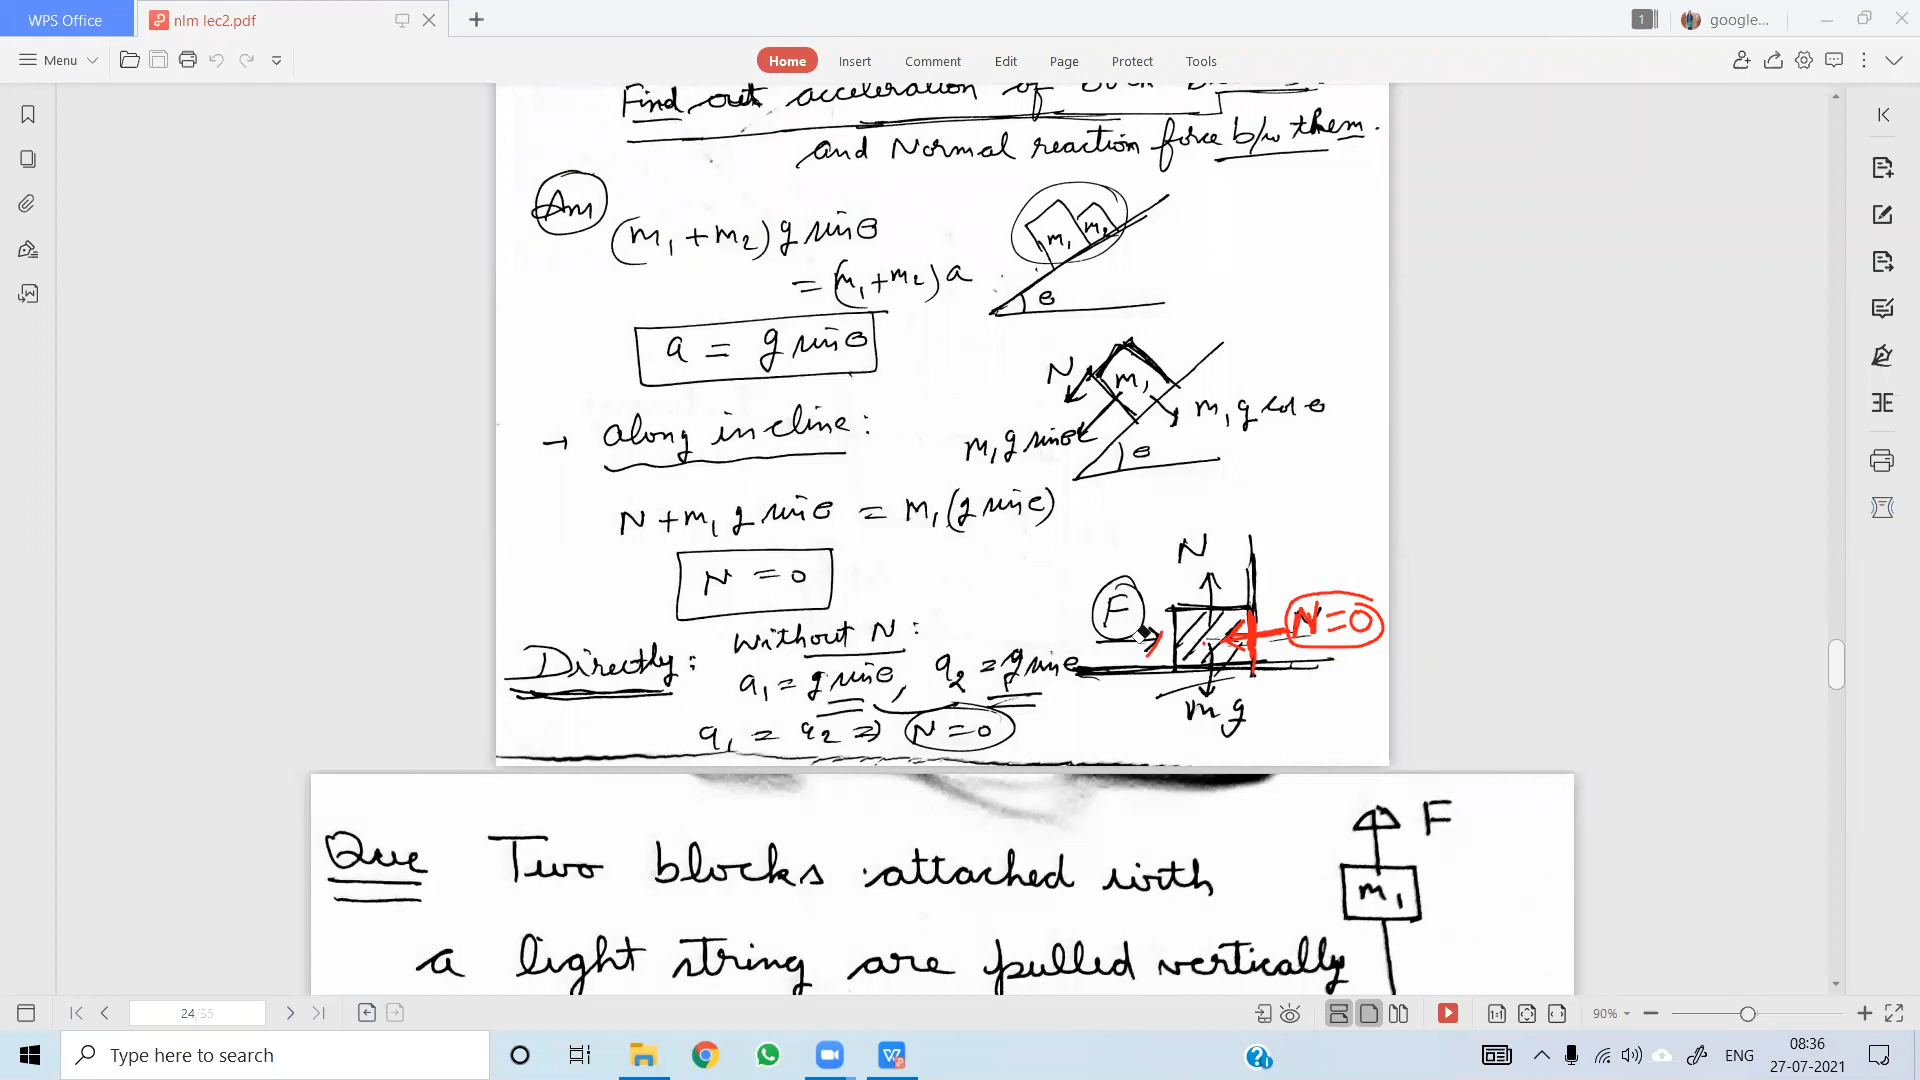 WPS Office
nlm lec2.pdf
1
google...
Menu
Home
Insert
Comment
Edit
Page
Protect
Tools
Find out acceleration of
and Normal reaction force b/w them.
Ans
(m₁ + m₂) g sinθ
= (m₁ + m₂) a
m₁
m₂
θ
a = g sinθ
N
m₁
m₁ g cosθ
m₁ g sinθ
θ
→ along incline:
N + m₁ g sinθ = m₁ (g sinθ)
N = 0
N
F
N=0
mg
Directly: Without N:
a₁ = g sinθ, a₂ = g sinθ
a₁ = a₂ ⇒ N = 0
Que Two blocks attached with
a light string are pulled vertically
F
m₁
24/55
90%
Type here to search
ENG
08:36
27-07-2021